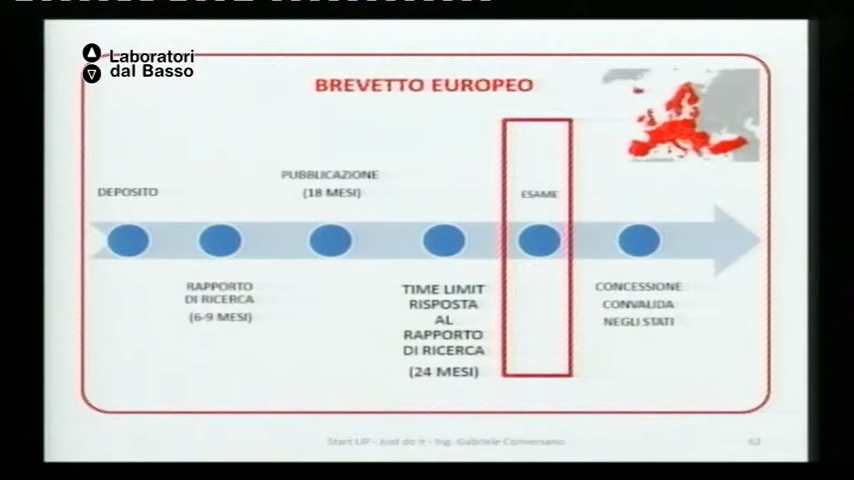 Laboratori
dal Basso
BREVETTO EUROPEO
DEPOSITO
RAPPORTO
DI RICERCA
(6-9 MESI)
PUBBLICAZIONE
(18 MESI)
TIME LIMIT
RISPOSTA
AL
RAPPORTO
DI RICERCA
(24 MESI)
ESAME
CONCESSIONE
CONVALIDA
NEGLI STATI
Start UP - Just do it - Ing. Gabriele Conversano
62